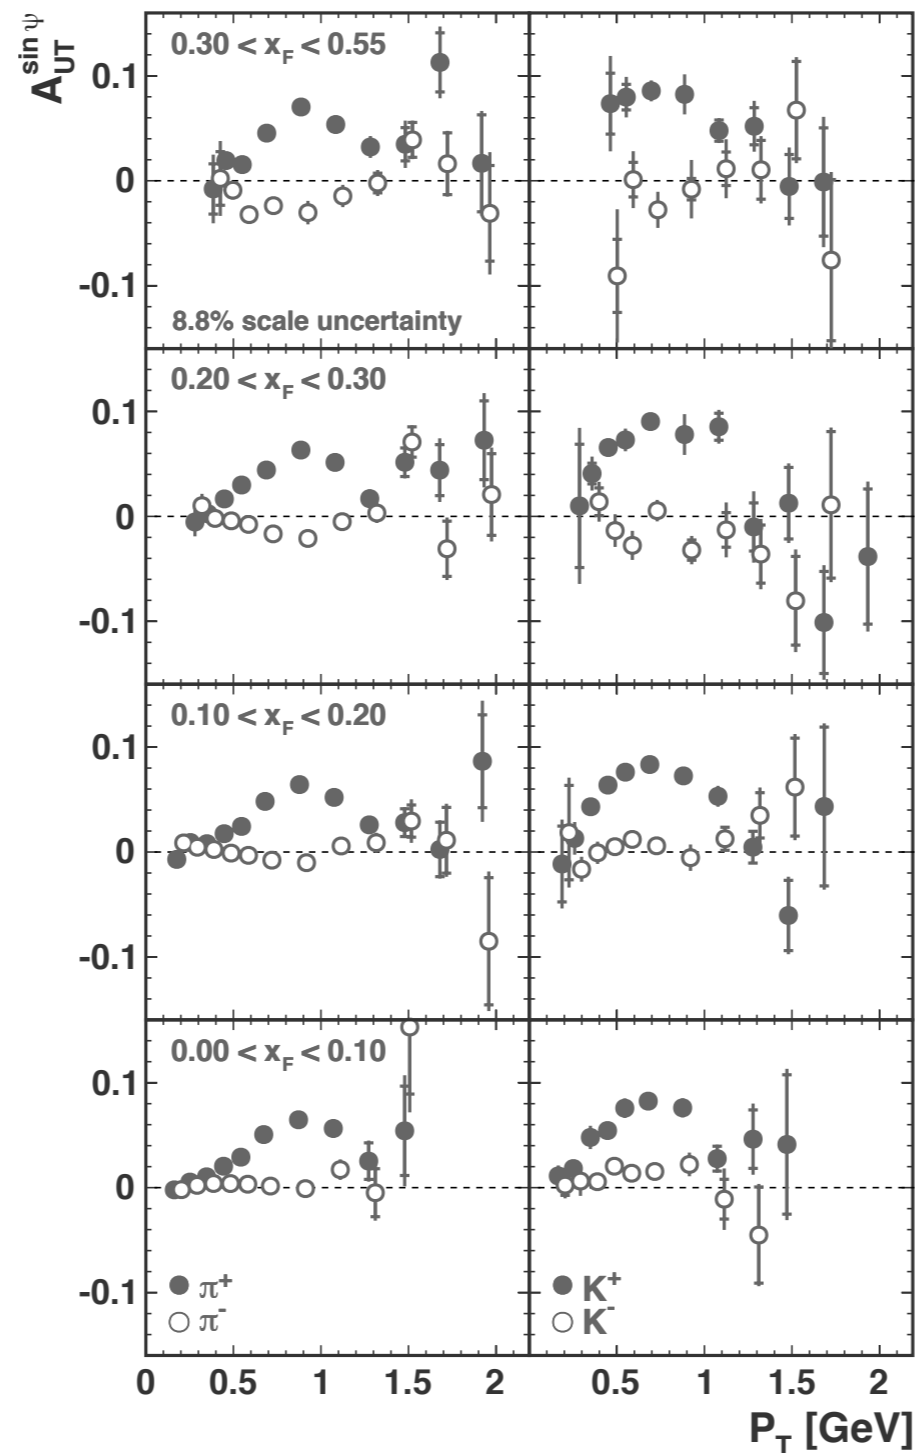 A_UT^sin ψ
0.30 < x_F < 0.55
0.1
0
-0.1
8.8% scale uncertainty
0.20 < x_F < 0.30
0.1
0
-0.1
0.10 < x_F < 0.20
0.1
0
-0.1
0.00 < x_F < 0.10
0.1
0
-0.1
π+ K+
π- K-
0 0.5 1 1.5 2 0.5 1 1.5 2
P_T [GeV]